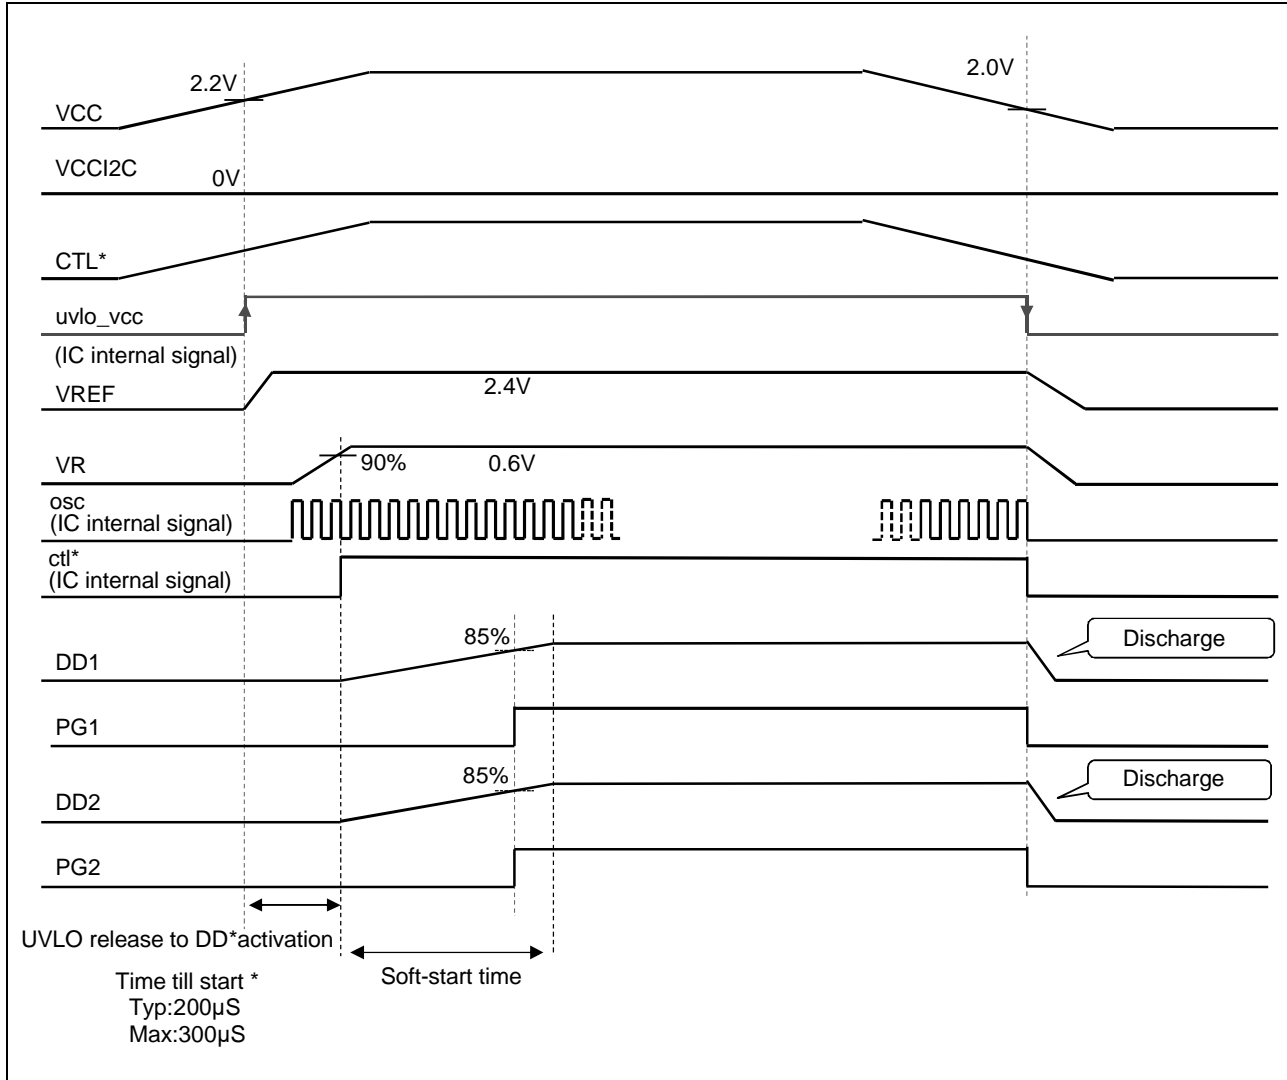 2.2V
2.0V
VCC
VCCI2C
0V
CTL*
uvlo_vcc
(IC internal signal)
VREF
2.4V
VR
90%
0.6V
osc
(IC internal signal)
ctl*
(IC internal signal)
85%
Discharge
DD1
PG1
85%
Discharge
DD2
PG2
UVLO release to DD*activation
Time till start *
Typ:200μS
Max:300μS
Soft-start time